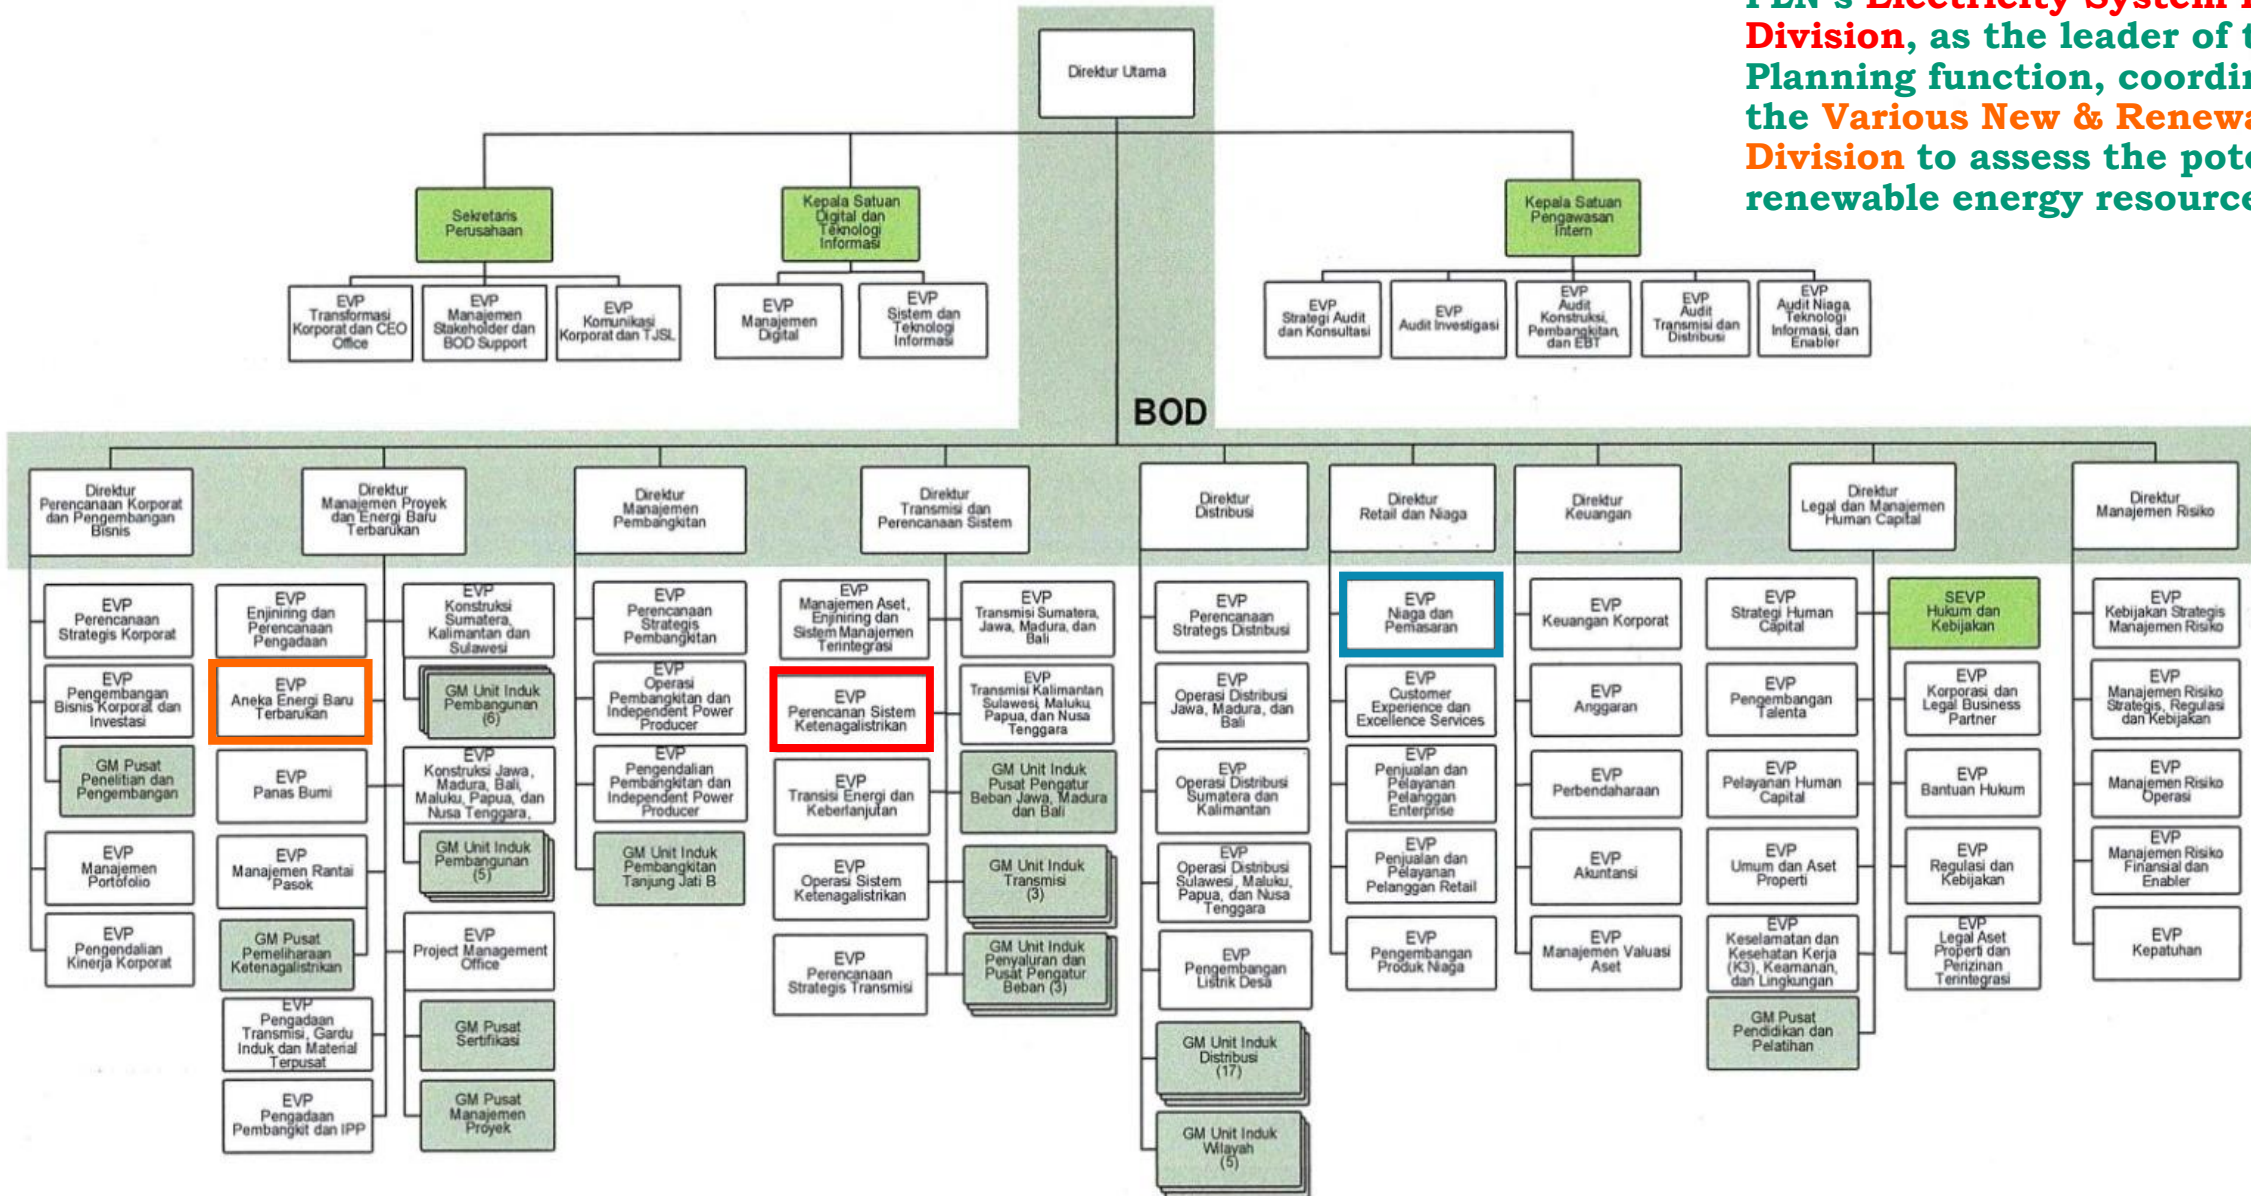 PLN's Electricity System
Division, as the leader of
Planning function,
the Various New &
Division to assess the
renewable energy
Direktur Utama
Sekretaris
Perusahaan
Kepala Satuan
Digital dan
Teknologi
Informasi
Kepala Satuan
Pengawasan
Intern
EVP
Transformasi
Korporat dan CEO
Office
EVP
Manajemen
Stakeholder dan
BOD Support
EVP
Komunikasi
Korporat dan TJSL
EVP
Manajemen
Digital
EVP
Sistem dan
Teknologi
Informasi
EVP
Strategi Audit
dan Konsultasi
EVP
Audit Investigasi
EVP
Audit
Konstruksi,
Pembangkitan,
dan EBT
EVP
Audit
Transmisi dan
Distribusi
EVP
Audit Niaga,
Teknologi
Informasi, dan
Enabler
BOD
Direktur
Perencanaan Korporat
dan Pengembangan
Bisnis
Direktur
Manajemen Proyek
dan Energi Baru
Terbarukan
Direktur
Manajemen
Pembangkitan
Direktur
Transmisi dan
Perencanaan Sistem
Direktur
Distribusi
Direktur
Retail dan Niaga
Direktur
Keuangan
Direktur
Legal dan Manajemen
Human Capital
Direktur
Manajemen Risiko
EVP
Perencanaan
Strategis Korporat
EVP
Pengembangan
Bisnis Korporat dan
Investasi
GM Pusat
Penelitian dan
Pengembangan
EVP
Manajemen
Portofolio
EVP
Pengendalian
Kinerja Korporat
EVP
Enjiniring dan
Perencanaan
Pengadaan
EVP
Aneka Energi Baru
Terbarukan
EVP
Panas Bumi
EVP
Manajemen Rantai
Pasok
GM Pusat
Pemeliharaan
Ketenagalistrikan
EVP
Pengadaan
Transmisi, Gardu
Induk dan Material
Terpusat
EVP
Pengadaan
Pembangkit dan IPP
EVP
Konstruksi
Sumatera,
Kalimantan dan
Sulawesi
GM Unit Induk
Pembangunan
(6)
EVP
Konstruksi Jawa,
Madura, Bali,
Maluku, Papua, dan
Nusa Tenggara,
GM Unit Induk
Pembangunan
(5)
EVP
Project Management
Office
GM Pusat
Sertifikasi
GM Pusat
Manajemen
Proyek
EVP
Perencanaan
Strategis
Pembangkitan
EVP
Operasi
Pembangkitan dan
Independent Power
Producer
EVP
Pengendalian
Pembangkitan dan
Independent Power
Producer
GM Unit Induk
Pembangkitan
Tanjung Jati B
EVP
Manajemen Aset,
Enjiniring dan
Sistem Manajemen
Terintegrasi
EVP
Perencanan Sistem
Ketenagalistrikan
EVP
Transisi Energi dan
Keberlanjutan
EVP
Operasi Sistem
Ketenagalistrikan
EVP
Perencanaan
Strategis Transmisi
EVP
Transmisi Sumatera,
Jawa, Madura, dan
Bali
EVP
Transmisi Kalimantan
Sulawesi, Maluku,
Papua, dan Nusa
Tenggara
GM Unit Induk
Pusat Pengatur
Beban Jawa, Madura
dan Bali
GM Unit Induk
Transmisi
(3)
GM Unit Induk
Penyaluran dan
Pusat Pengatur
Beban (3)
EVP
Perencanaan
Strategs Distribusi
EVP
Operasi Distribusi
Jawa, Madura, dan
Bali
EVP
Operasi Distribusi
Sumatera dan
Kalimantan
EVP
Operasi Distribusi
Sulawesi, Maluku,
Papua, dan Nusa
Tenggara
EVP
Pengembangan
Listrik Desa
GM Unit Induk
Distribusi
(17)
GM Unit Induk
Wilayah
(5)
EVP
Niaga dan
Pemasaran
EVP
Customer
Experience dan
Excellence Services
EVP
Penjualan dan
Pelayanan
Pelanggan
Enterprise
EVP
Penjualan dan
Pelayanan
Pelanggan Retail
EVP
Pengembangan
Produk Niaga
EVP
Keuangan Korporat
EVP
Anggaran
EVP
Perbendaharaan
EVP
Akuntansi
EVP
Manajemen Valuasi
Aset
EVP
Strategi Human
Capital
EVP
Pengembangan
Talenta
EVP
Pelayanan Human
Capital
EVP
Umum dan Aset
Properti
EVP
Keselamatan dan
Kesehatan Kerja
(K3), Keamanan,
dan Lingkungan
GM Pusat
Pendidikan dan
Pelatihan
SEVP
Hukum dan
Kebijakan
EVP
Korporasi dan
Legal Business
Partner
EVP
Bantuan Hukum
EVP
Regulasi dan
Kebijakan
EVP
Legal Aset
Properti dan
Perizinan
Terintegrasi
EVP
Kebijakan Strategis
Manajemen Risiko
EVP
Manajemen Risiko
Strategis, Regulasi
dan Kebijakan
EVP
Manajemen Risiko
Operasi
EVP
Manajemen Risiko
Finansial dan
Enabler
EVP
Kepatuhan